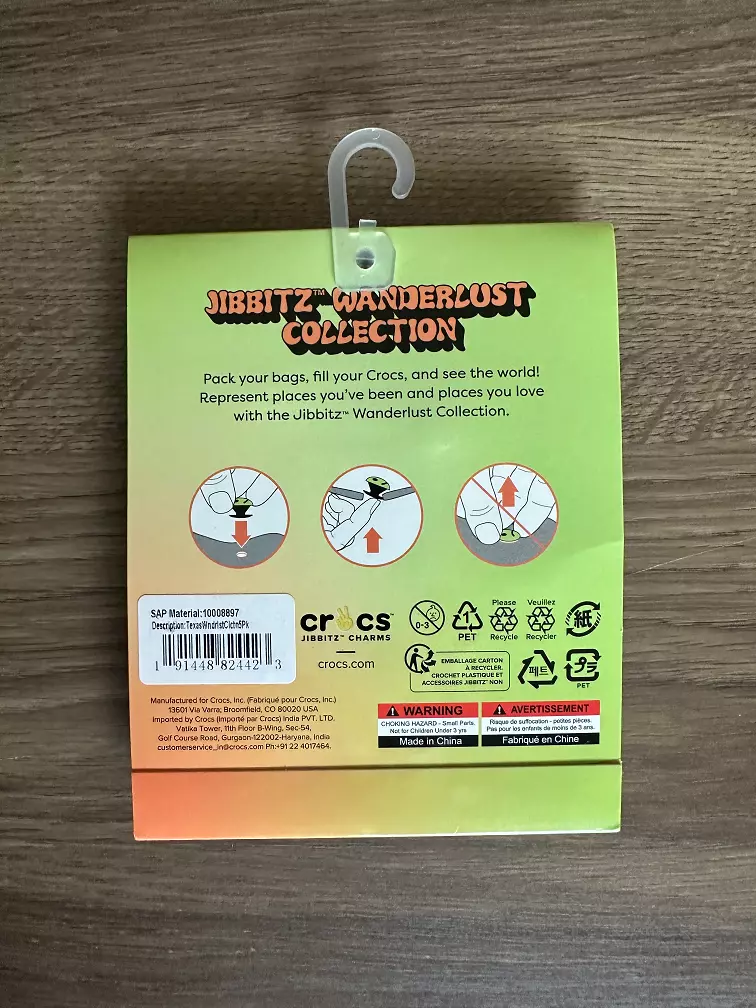 JIBBITZ™ WANDERLUST
COLLECTION
Pack your bags, fill your Crocs, and see the world!
Represent places you’ve been and places you love
with the Jibbitz™ Wanderlust Collection.
SAP Material:10008897
Description:TexasWndrlstClctn5Pk
1 91448 82442 3
crocs™
JIBBITZ™ CHARMS
crocs.com
0-3
1
PET
Please
Recycle
Veuillez
Recycler
紙
EMBALLAGE CARTON
À RECYCLER.
CROCHET PLASTIQUE ET
ACCESSOIRES JIBBITZ™ NON
페트
プラ
PET
Manufactured for Crocs, Inc. (Fabriqué pour Crocs, Inc.)
13601 Via Varra; Broomfield, CO 80020 USA
Imported by Crocs (Importé par Crocs) India PVT. LTD.
Vatika Tower, 11th Floor B-Wing, Sec-54,
Golf Course Road, Gurgaon-122002-Haryana, India
customerservice_in@crocs.com Ph:+91 22 4017464.
WARNING
CHOKING HAZARD - Small Parts.
Not for Children Under 3 yrs
Made in China
AVERTISSEMENT
Risque de suffocation - petites pièces.
Pas pour les enfants de moins de 3 ans.
Fabriqué en Chine